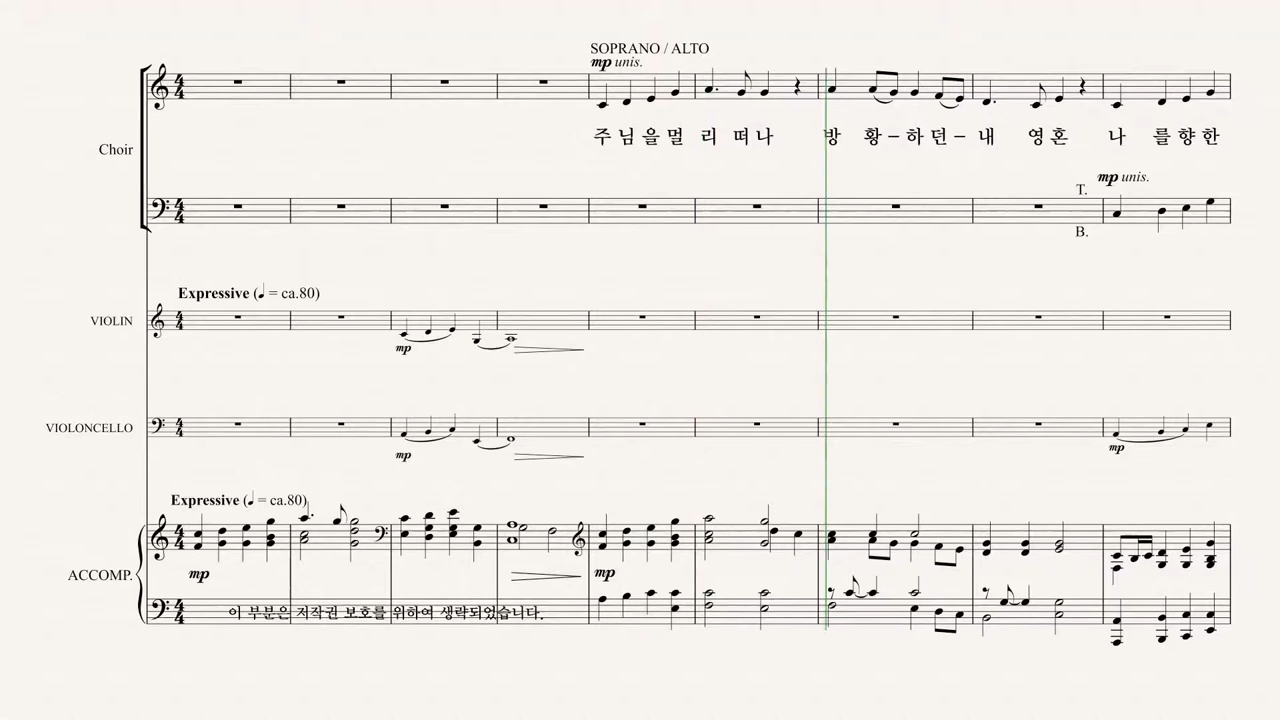 SOPRANO / ALTO
mp unis.
주님을멀 리 떠나 방 황–하던–내 영혼 나 를향한
Choir
mp unis.
T.
B.
Expressive (♩ = ca.80)
VIOLIN
mp
VIOLONCELLO
mp
mp
Expressive (♩ = ca.80)
ACCOMP.
mp
mp
이 부분은 저작권 보호를 위하여 생략되었습니다.